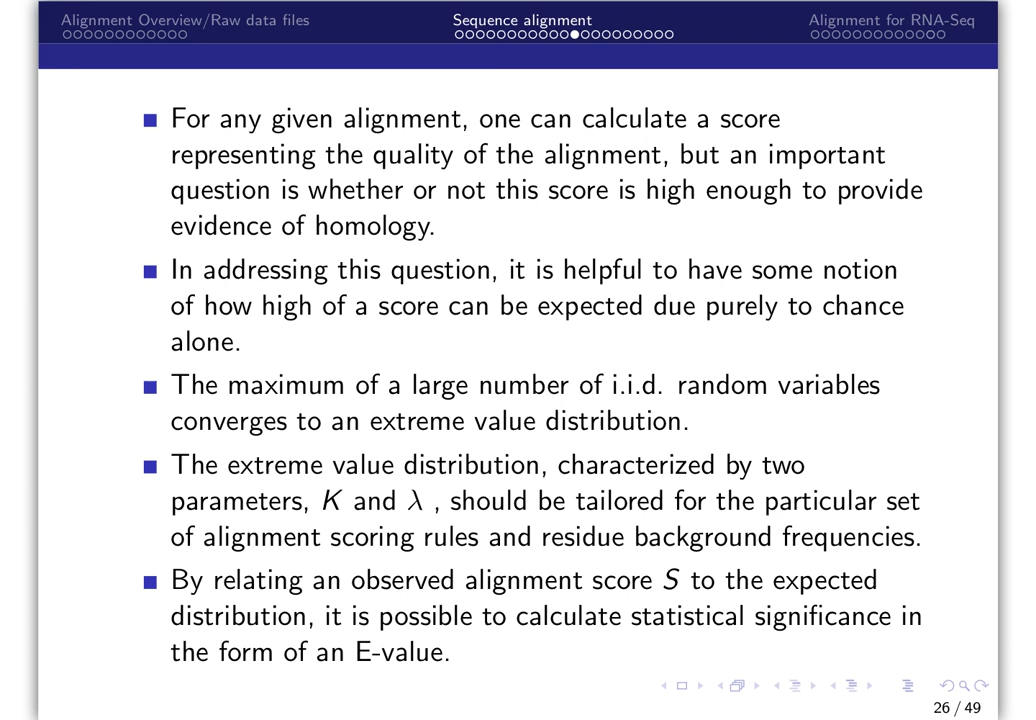 Alignment Overview/Raw data files
Sequence alignment
Alignment for RNA-Seq
For any given alignment, one can calculate a score
representing the quality of the alignment, but an important
question is whether or not this score is high enough to provide
evidence of homology.
In addressing this question, it is helpful to have some notion
of how high of a score can be expected due purely to chance
alone.
The maximum of a large number of i.i.d. random variables
converges to an extreme value distribution.
The extreme value distribution, characterized by two
parameters, K and λ , should be tailored for the particular set
of alignment scoring rules and residue background frequencies.
By relating an observed alignment score S to the expected
distribution, it is possible to calculate statistical significance in
the form of an E-value.
26 / 49